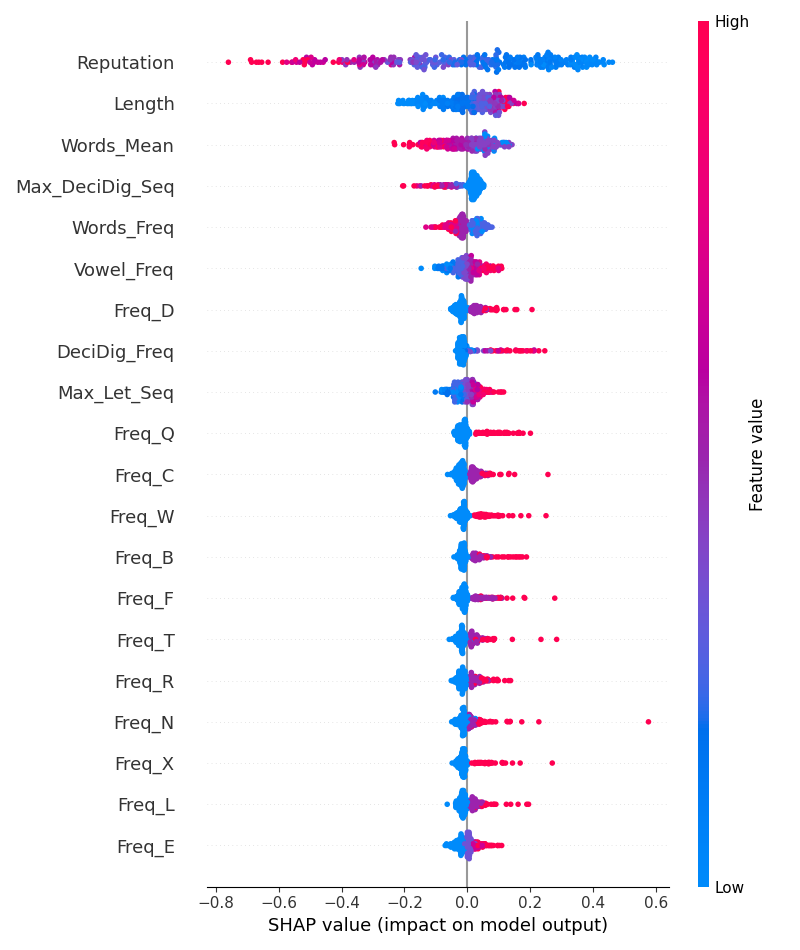 High
Reputation
Length
Words_Mean
Max_DeciDig_Seq
Words_Freq
Vowel_Freq
Freq_D
DeciDig_Freq
Max_Let_Seq
Freq_Q
Freq_C
Freq_W
Freq_B
Freq_F
Freq_T
Freq_R
Freq_N
Freq_X
Freq_L
Freq_E
Feature value
Low
−0.8 −0.6 −0.4 −0.2 0.0 0.2 0.4 0.6
SHAP value (impact on model output)